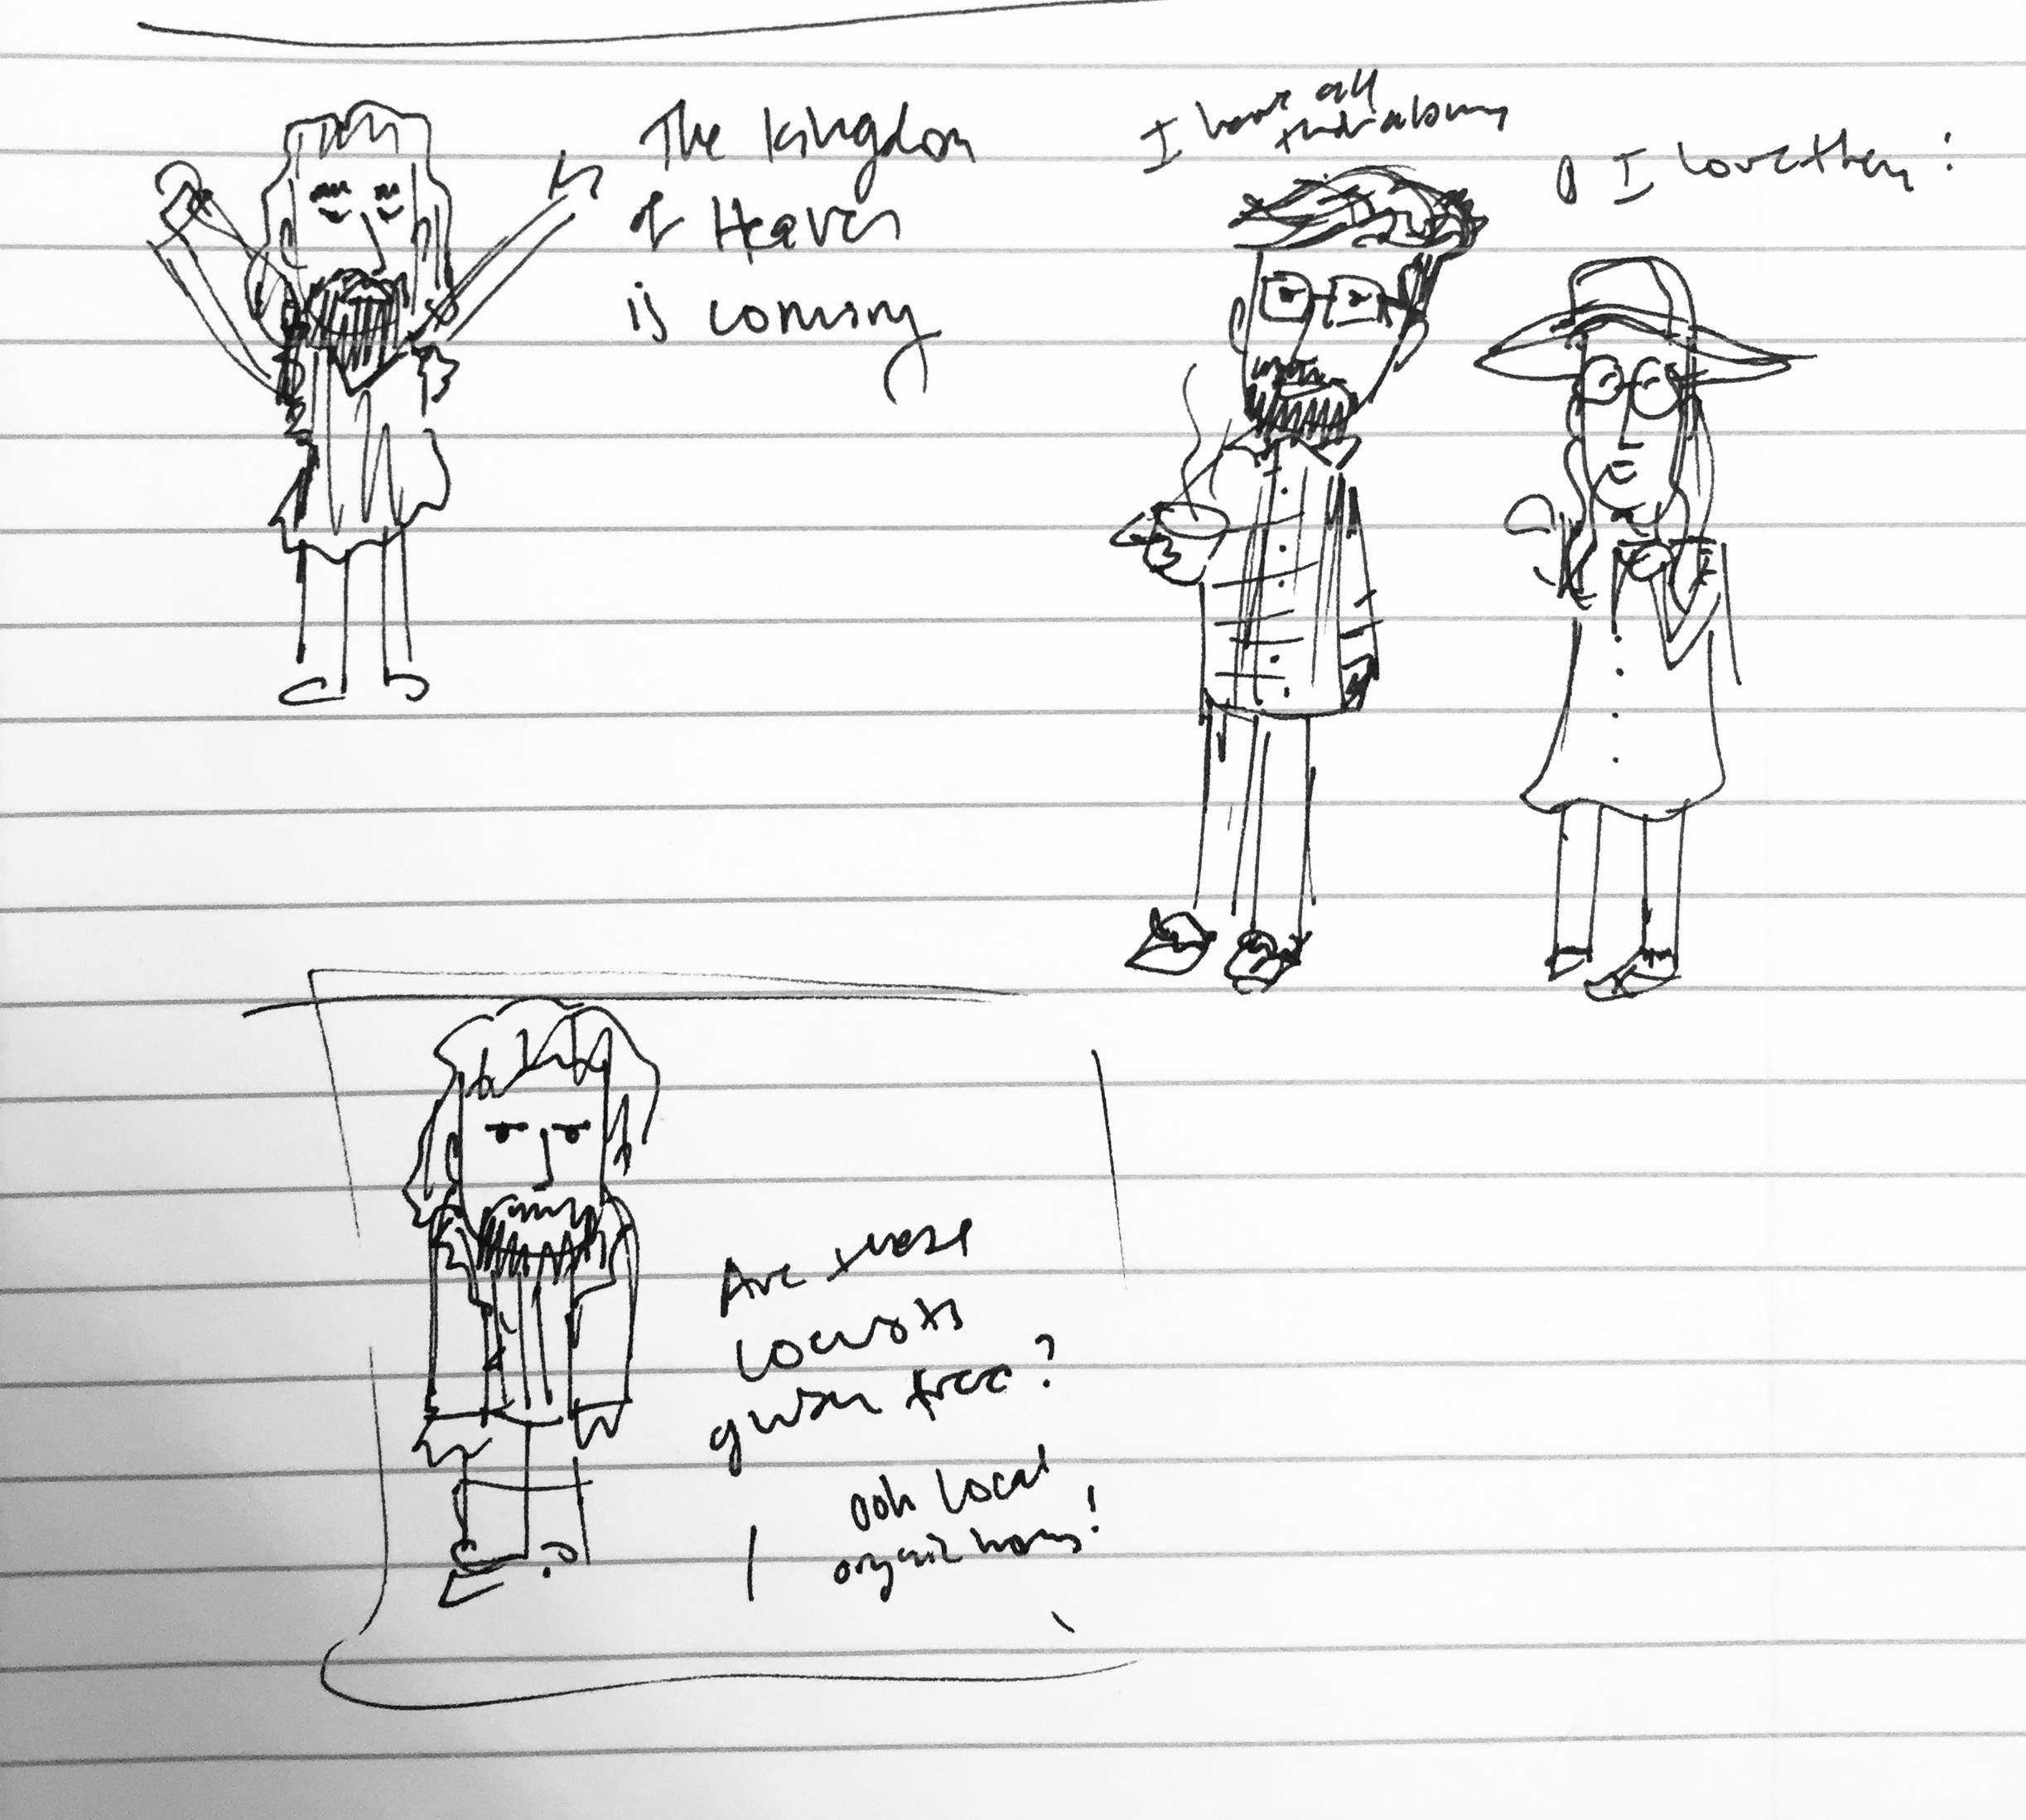 The Kingdom
of Heaven
is coming
I have all
their albums
O I love them!
Are these
Locusts
gluten free?
Ooh Local
organic honey!